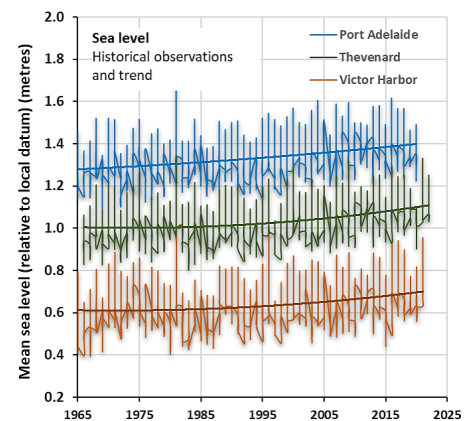 Sea level
Historical observations
and trend
Port Adelaide
Thevenard
Victor Harbor
Mean sea level (relative to local datum) (metres)
2.0
1.8
1.6
1.4
1.2
1.0
0.8
0.6
0.4
0.2
1965 1975 1985 1995 2005 2015 2025